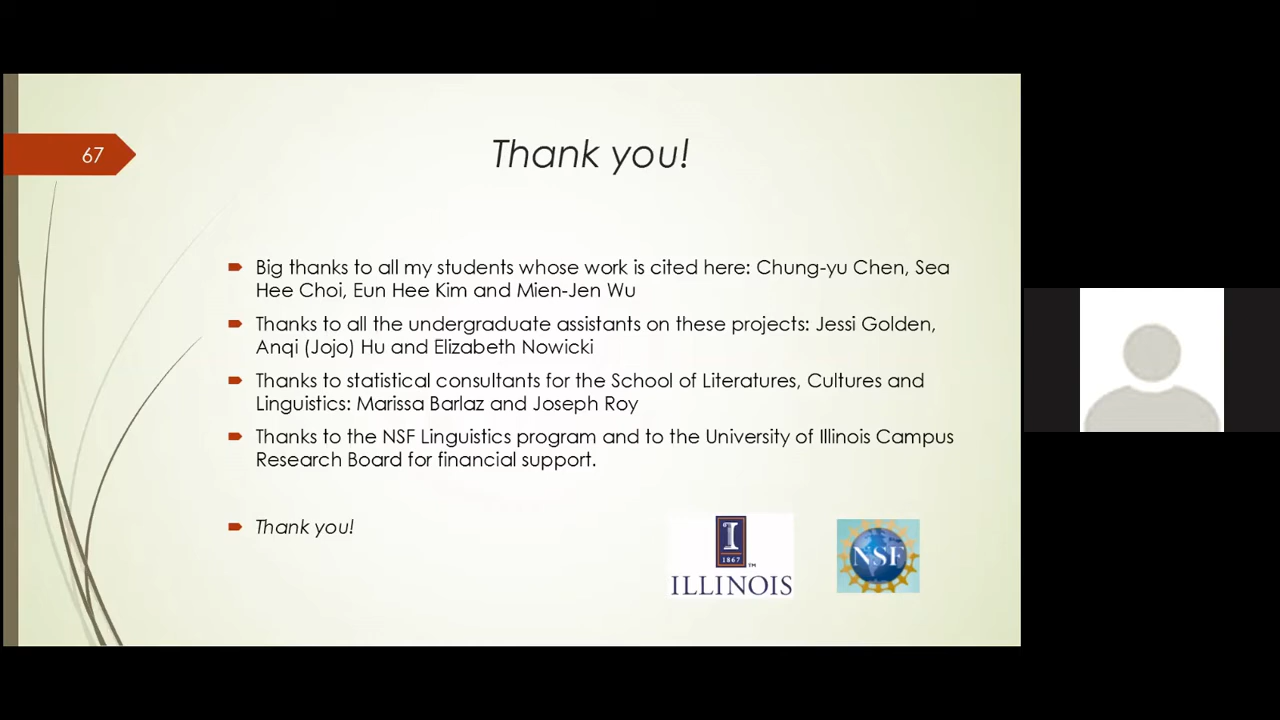 67
Thank you!
Big thanks to all my students whose work is cited here: Chung-yu Chen, Sea
Hee Choi, Eun Hee Kim and Mien-Jen Wu
Thanks to all the undergraduate assistants on these projects: Jessi Golden,
Anqi (Jojo) Hu and Elizabeth Nowicki
Thanks to statistical consultants for the School of Literatures, Cultures and
Linguistics: Marissa Barlaz and Joseph Roy
Thanks to the NSF Linguistics program and to the University of Illinois Campus
Research Board for financial support.
Thank you!
I
1867
TM
ILLINOIS
NSF